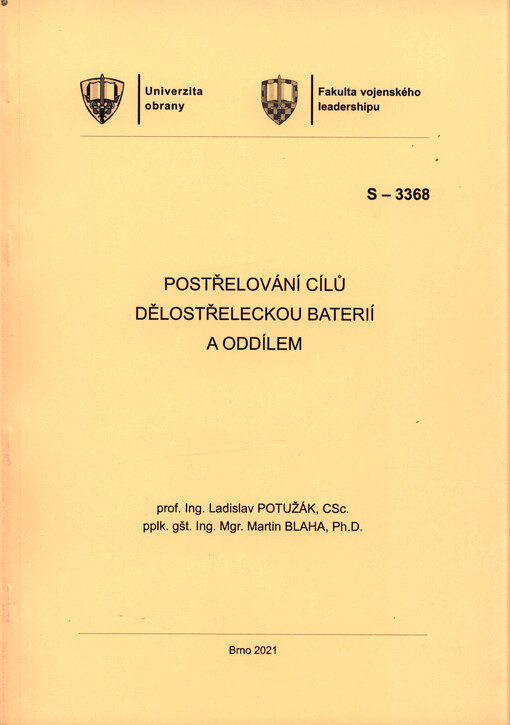 Univerzita
obrany
Fakulta vojenského
leadershipu
S – 3368
POSTŘELOVÁNÍ CÍLŮ
DĚLOSTŘELECKOU BATERIÍ
A ODDÍLEM
prof. Ing. Ladislav POTUŽÁK, CSc.
pplk. gšt. Ing. Mgr. Martin BLAHA, Ph.D.
Brno 2021